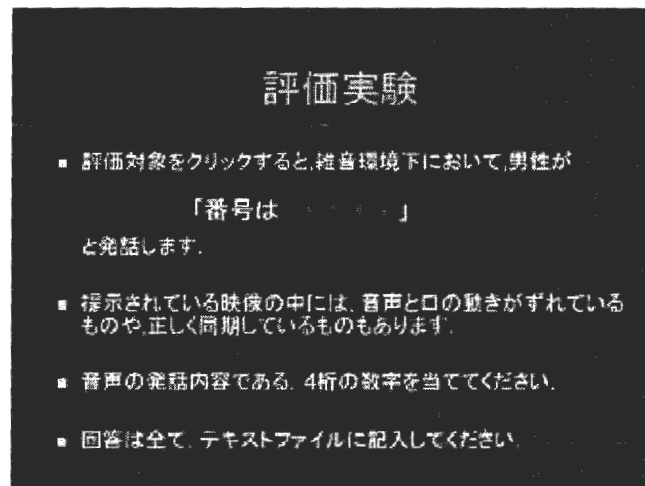 評価実験
■ 評価対象をクリックすると,雑音環境下において,男性が
「番号は ・・・・・」
と発話します.
■ 提示されている映像の中には、音声と口の動きがずれている
ものや,正しく同期しているものもあります.
■ 音声の発話内容である、4桁の数字を当ててください.
■ 回答は全て、テキストファイルに記入してください.